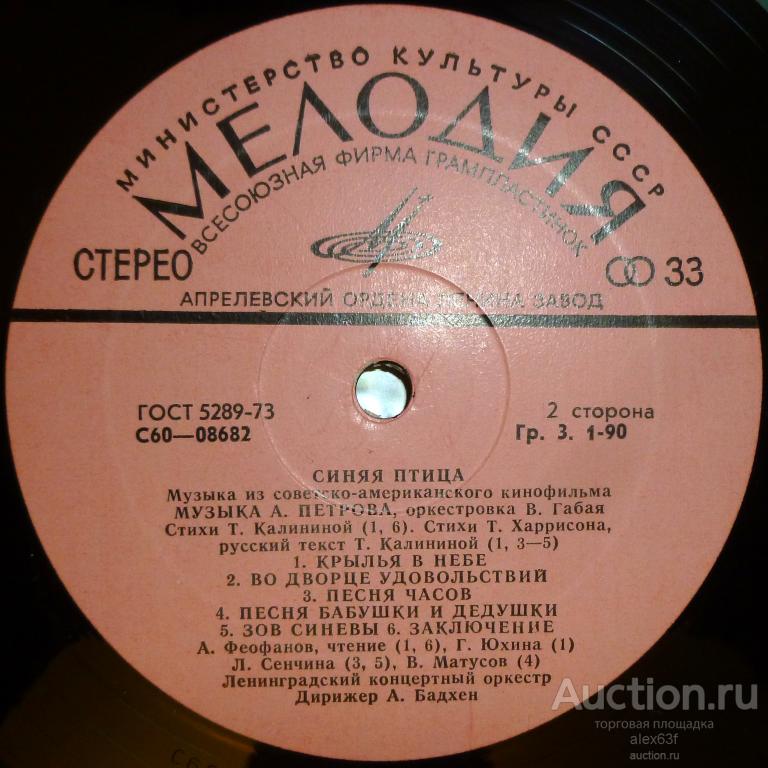 МИНИСТЕРСТВО КУЛЬТУРЫ СССР
МЕЛОДИЯ
ВСЕСОЮЗНАЯ ФИРМА ГРАМПЛАСТИНОК
СТЕРЕО
33
АПРЕЛЕВСКИЙ ОРДЕНА ЛЕНИНА ЗАВОД
ГОСТ 5289-73
2 сторона
С60—08682
Гр. 3. 1-90
СИНЯЯ ПТИЦА
Музыка из советско-американского кинофильма
МУЗЫКА А. ПЕТРОВА, оркестровка В. Габая
Стихи Т. Калининой (1, 6). Стихи Т. Харрисона,
русский текст Т. Калининой (1, 3—5)
1. КРЫЛЬЯ В НЕБЕ
2. ВО ДВОРЦЕ УДОВОЛЬСТВИЙ
3. ПЕСНЯ ЧАСОВ
4. ПЕСНЯ БАБУШКИ И ДЕДУШКИ
5. ЗОВ СИНЕВЫ 6. ЗАКЛЮЧЕНИЕ
А. Феофанов, чтение (1, 6), Г. Юхина (1)
Л. Сенчина (3, 5), В. Матусов (4)
Ленинградский концертный оркестр
Дирижер А. Бадхен
Auction.ru
торговая площадка
alex63f
auction.ru